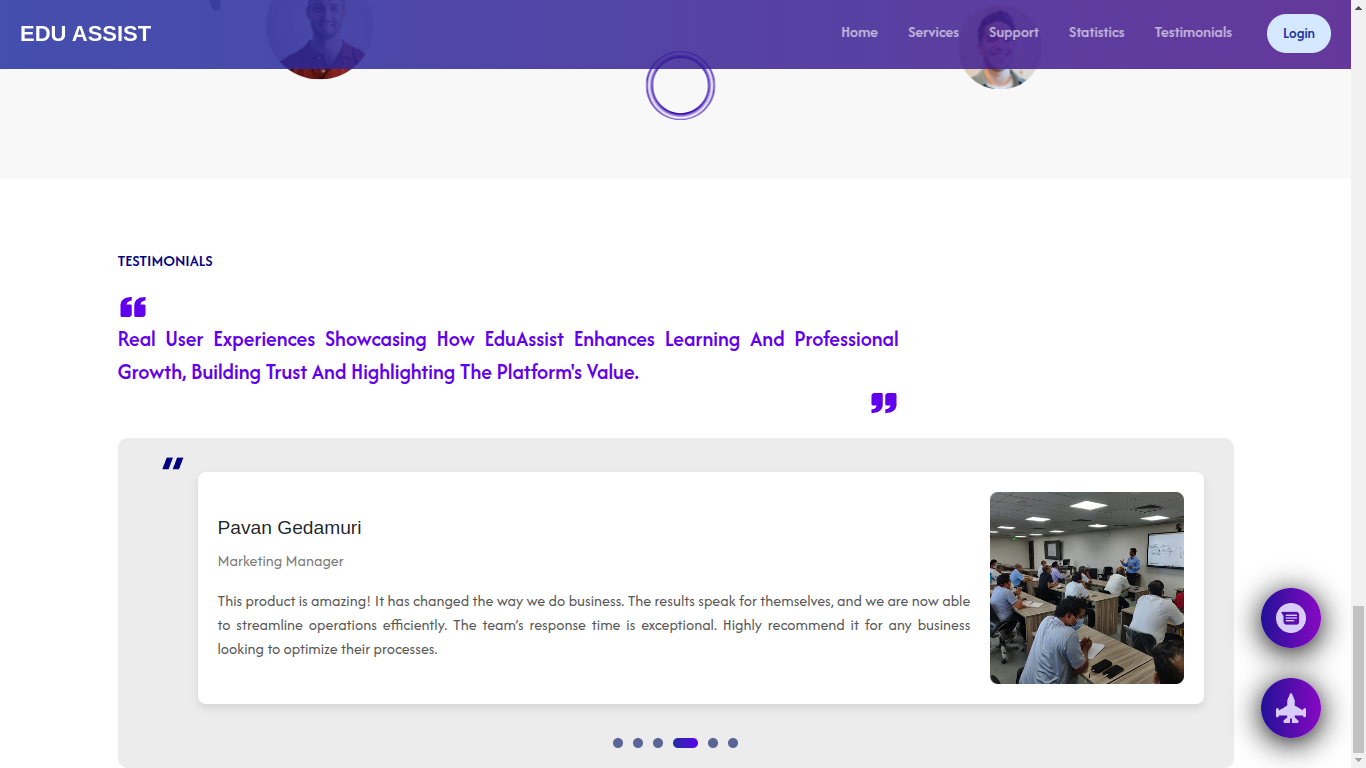 EDU ASSIST
Home
Services
Support
Statistics
Testimonials
Login
TESTIMONIALS
Real User Experiences Showcasing How EduAssist Enhances Learning And Professional
Growth, Building Trust And Highlighting The Platform's Value.
Pavan Gedamuri
Marketing Manager
This product is amazing! It has changed the way we do business. The results speak for themselves, and we are now able
to streamline operations efficiently. The team’s response time is exceptional. Highly recommend it for any business
looking to optimize their processes.